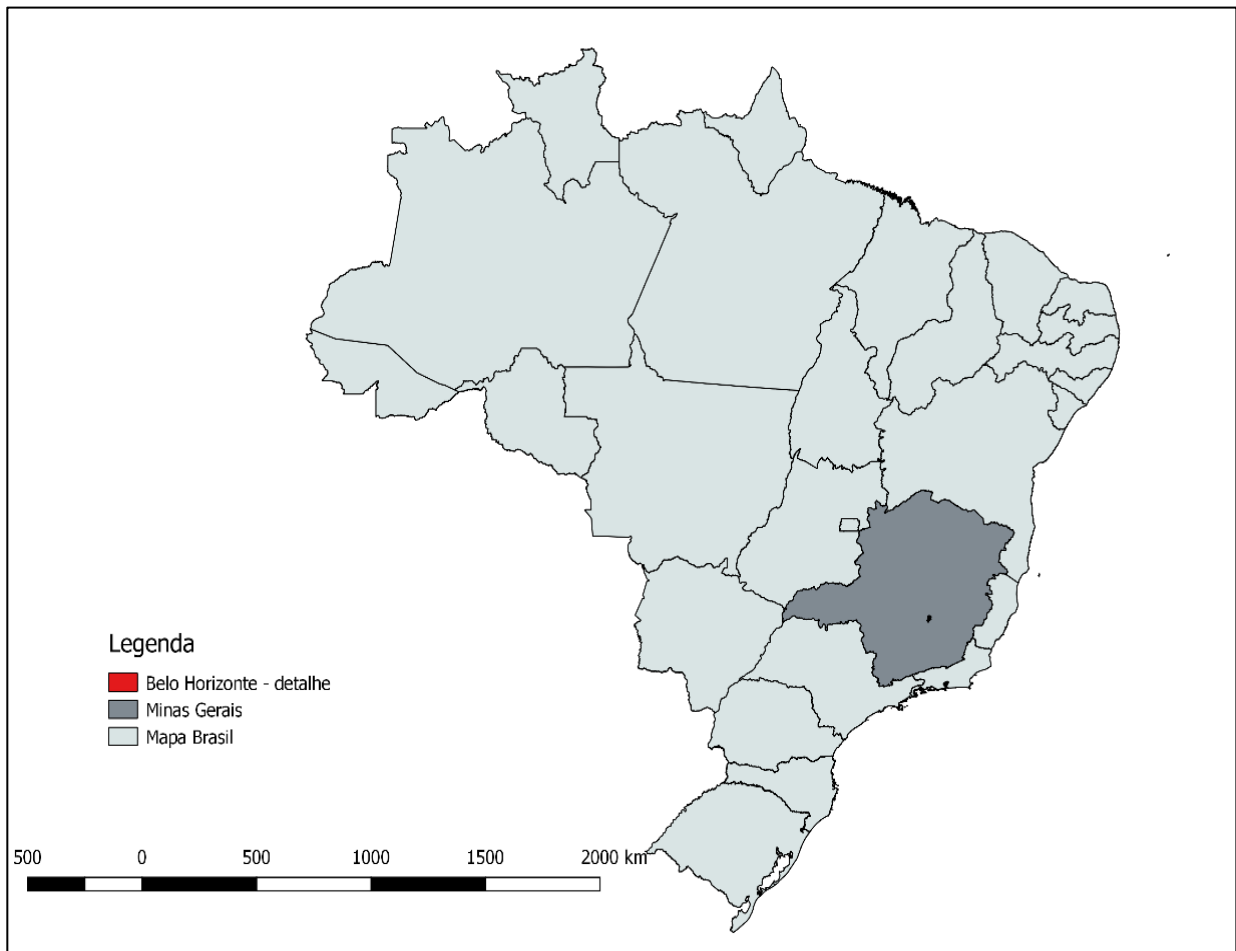 Legenda
Belo Horizonte - detalhe
Minas Gerais
Mapa Brasil
500 0 500 1000 1500 2000 km